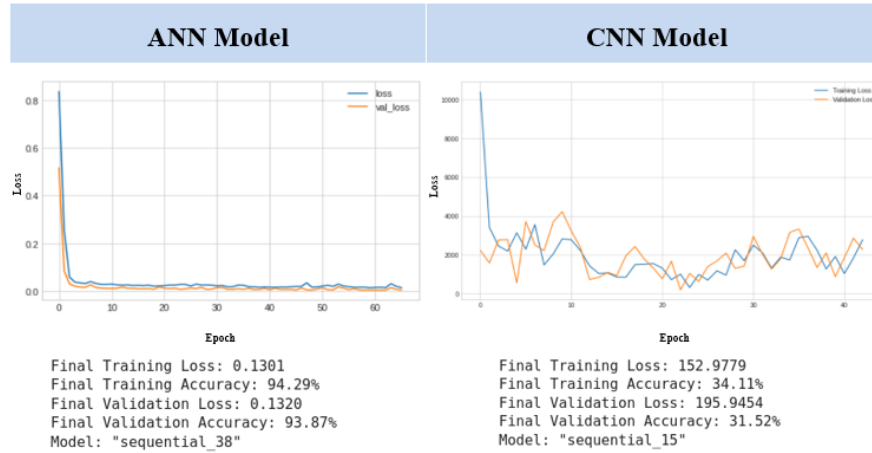 ANN Model
CNN Model
loss
val_loss
0.8
0.6
0.4
0.2
0.0
Loss
0
10
20
30
40
50
60
Epoch
Final Training Loss: 0.1301
Final Training Accuracy: 94.29%
Final Validation Loss: 0.1320
Final Validation Accuracy: 93.87%
Model: "sequential_38"
Training Loss
Validation Los
10000
8000
6000
4000
2000
0
Loss
0
10
20
30
40
Epoch
Final Training Loss: 152.9779
Final Training Accuracy: 34.11%
Final Validation Loss: 195.9454
Final Validation Accuracy: 31.52%
Model: "sequential_15"